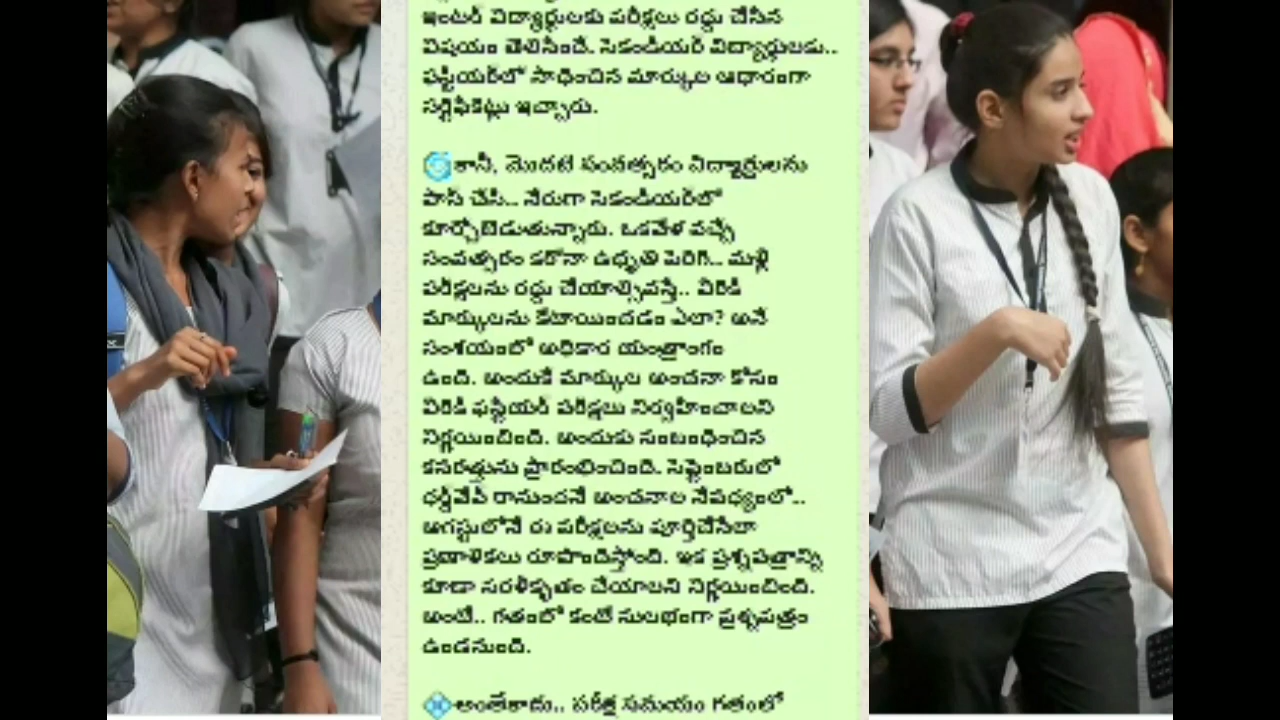 ఇంటర్ విద్యార్థులకు పరీక్షలు రద్దు చేసిన
విషయం తెలిసిందే. సెకండియర్ విద్యార్థులకు..
ఫస్టియర్‌లో సాధించిన మార్కుల ఆధారంగా
సర్టిఫికెట్లు ఇచ్చారు.
కానీ, మొదటి సంవత్సరం విద్యార్థులను
పాస్ చేసి.. నేరుగా సెకండియర్‌లో
కూర్చోబెడుతున్నారు. ఒకవేళ వచ్చే
సంవత్సరం కరోనా ఉధృతి పెరిగి.. మళ్లీ
పరీక్షలను రద్దు చేయాల్సివస్తే.. వీరికి
మార్కులను కేటాయించడం ఎలా? అనే
సంశయంలో అధికార యంత్రాంగం
ఉంది. అందుకే మార్కుల అంచనా కోసం
వీరికి ఫస్టియర్ పరీక్షలు నిర్వహించాలని
నిర్ణయించింది. అందుకు సంబంధించిన
కసరత్తును ప్రారంభించింది. సెప్టెంబరులో
థర్డ్‌వేవ్ రానుందనే అంచనాల నేపథ్యంలో..
ఆగస్టులోనే ఈ పరీక్షలను పూర్తిచేసేలా
ప్రణాళికలు రూపొందిస్తోంది. ఇక ప్రశ్నపత్రాన్ని
కూడా సరళీకృతం చేయాలని నిర్ణయించింది.
అంటే.. గతంలో కంటే సులభంగా ప్రశ్నపత్రం
ఉండనుంది.
అంతేకాదు.. పరీక్ష సమయం గతంలో